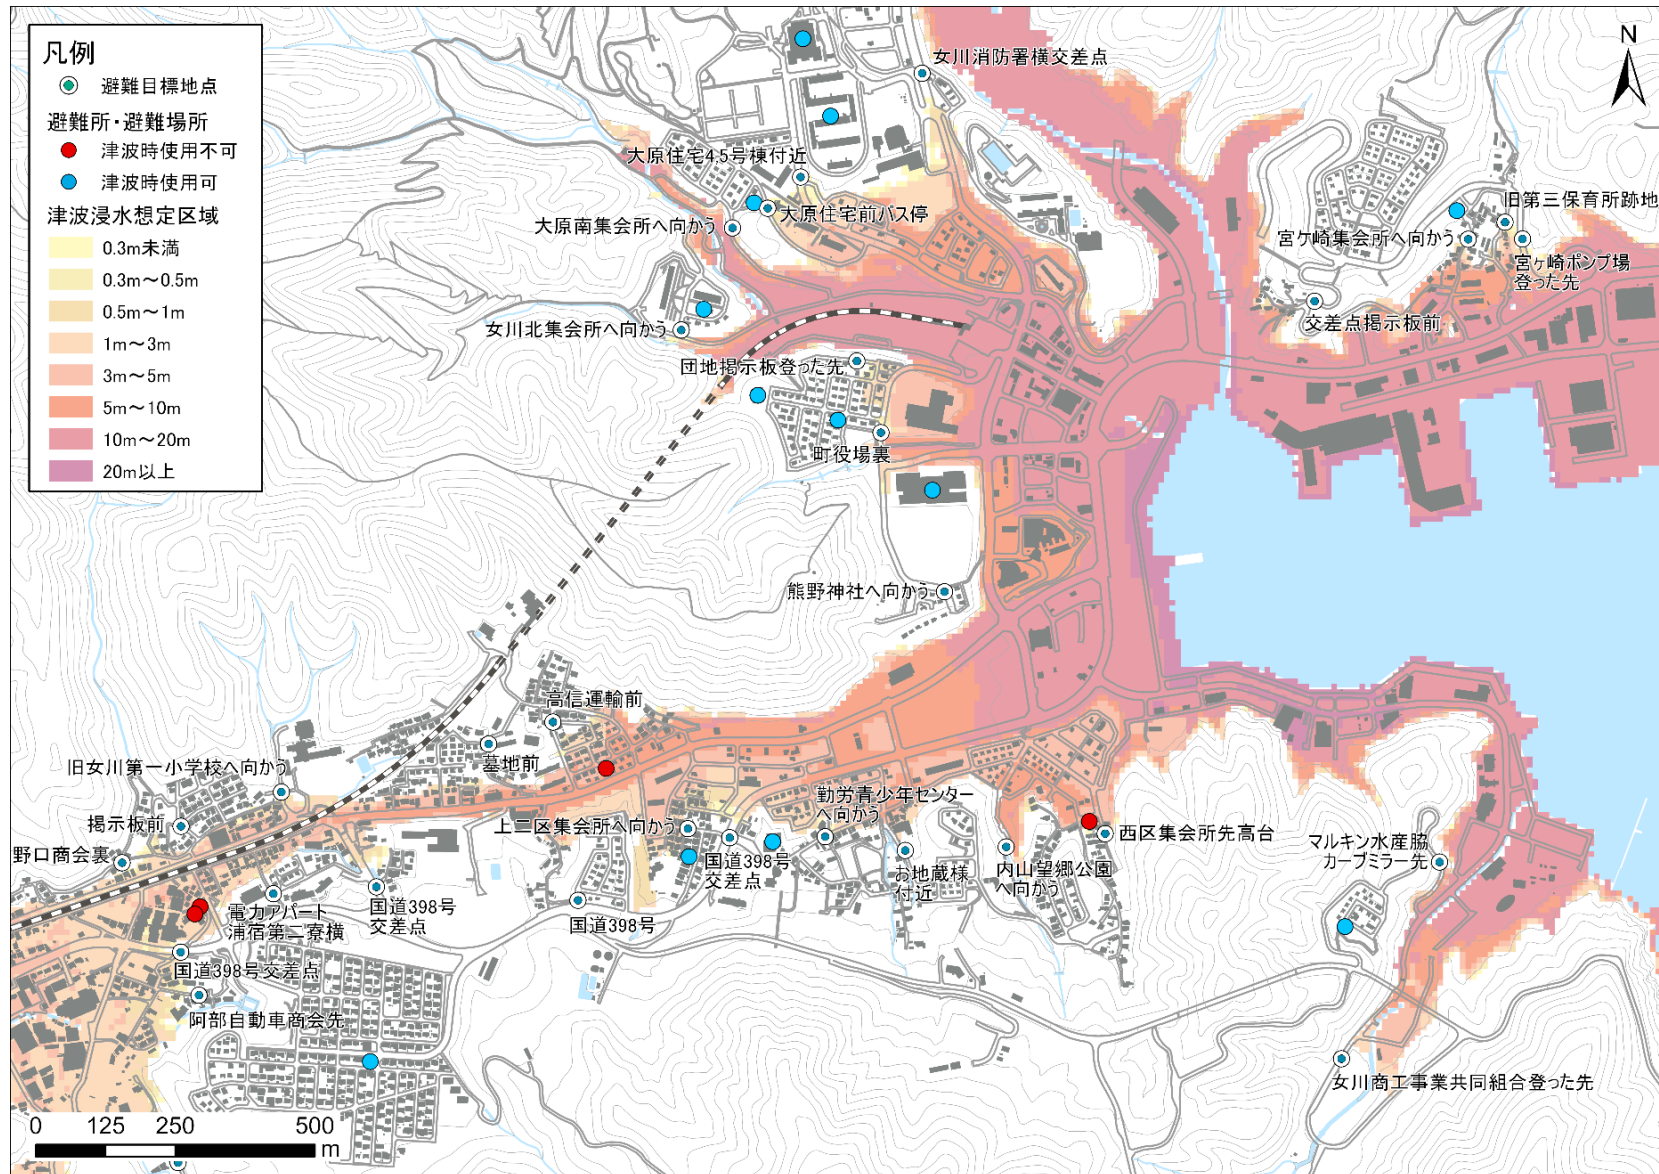 凡例
避難目標地点
避難所・避難場所
津波時使用不可
津波時使用可
津波浸水想定区域
0.3m未満
0.3m～0.5m
0.5m～1m
1m～3m
3m～5m
5m～10m
10m～20m
20m以上
N
女川消防署横交差点
大原住宅4,5号棟付近
大原住宅前バス停
大原南集会所へ向かう
旧第三保育所跡地
宮ケ崎集会所へ向かう
宮ヶ崎ポンプ場
登った先
交差点掲示板前
女川北集会所へ向かう
団地掲示板登った先
町役場裏
熊野神社へ向かう
高信運輸前
墓地前
旧女川第一小学校へ向かう
掲示板前
野口商会裏
上二区集会所へ向かう
勤労青少年センター
へ向かう
西区集会所先高台
マルキン水産脇
カーブミラー先
国道398号
交差点
お地蔵様
付近
内山望郷公園
へ向かう
電力アパート
浦宿第二寮横
国道398号
交差点
国道398号
国道398号交差点
阿部自動車商会先
女川商工事業共同組合登った先
0 125 250 500
m